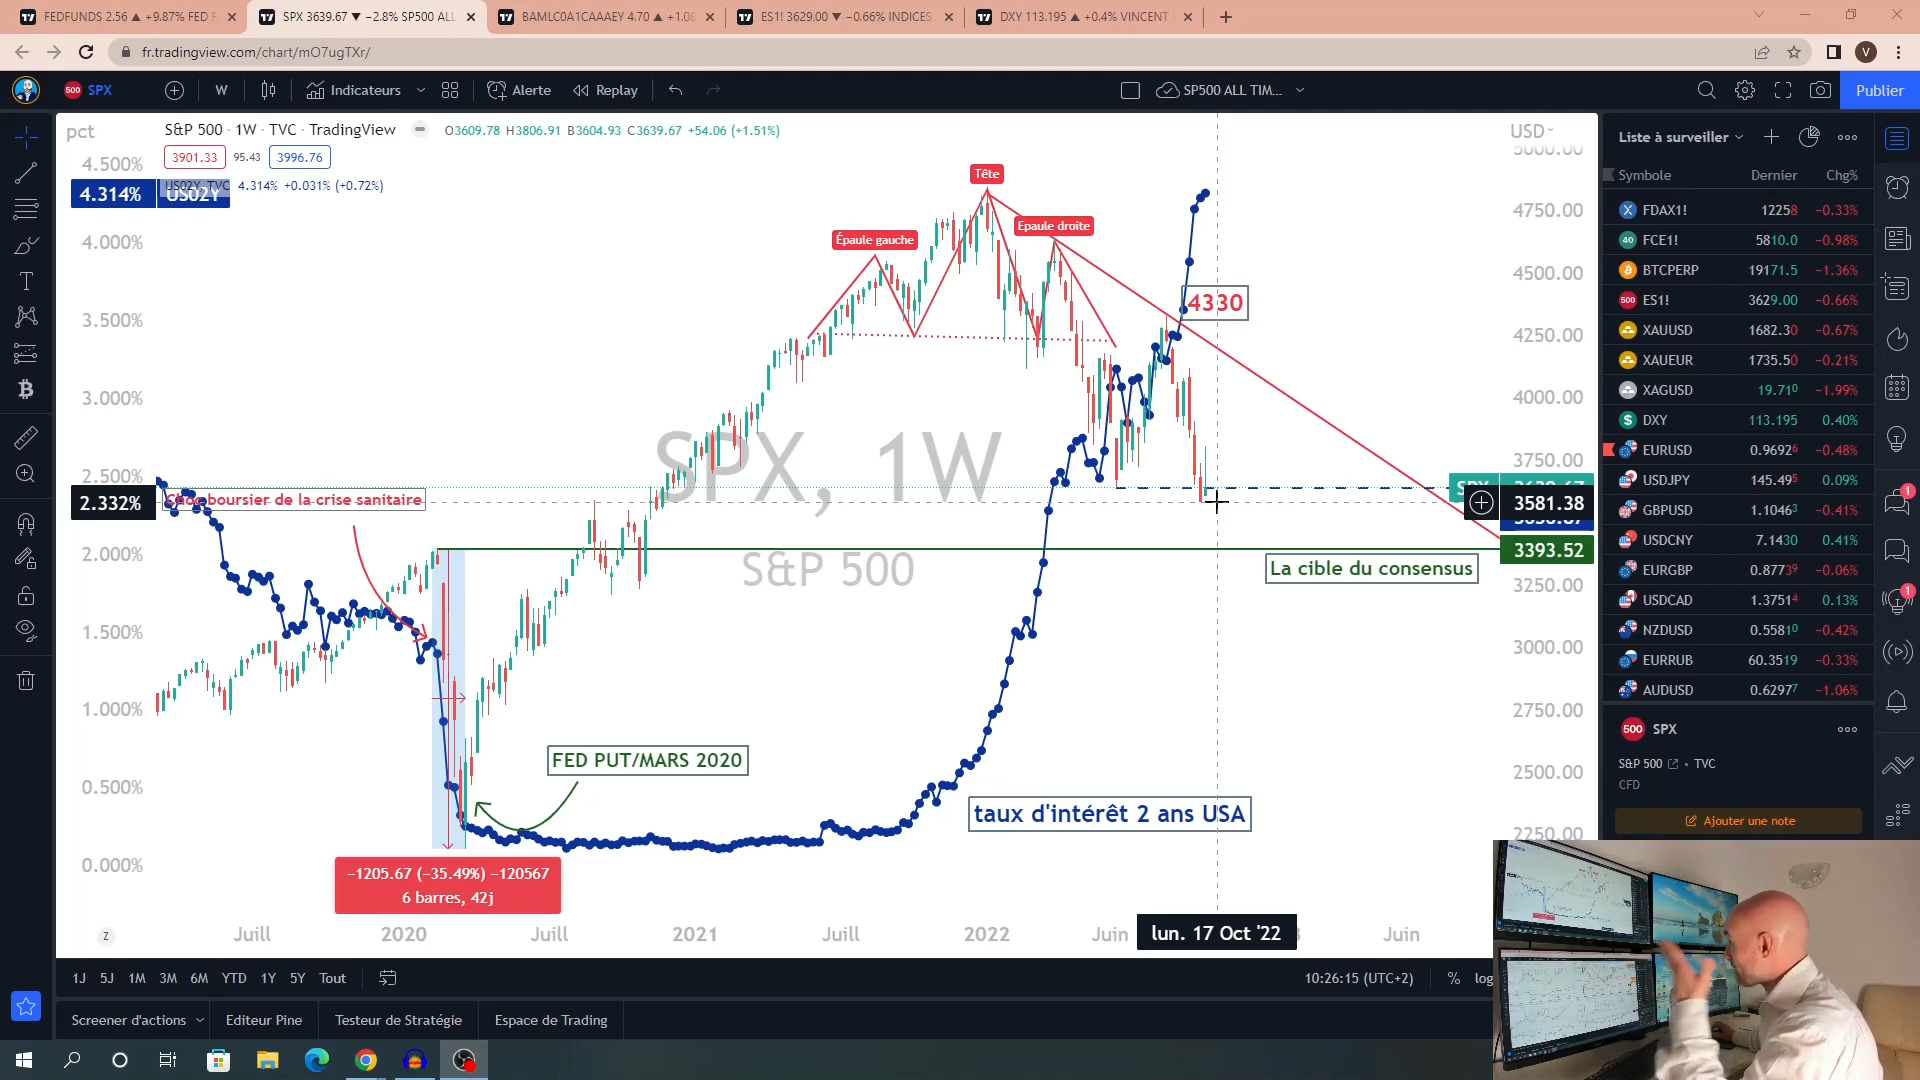 FEDFUNDS 2.56 ▲ +9.87% FED F
SPX 3639.67 ▼ −2.8% SP500 ALL
BAMLC0A1CAAAEY 4.70 ▲ +1.08
ES1! 3629.00 ▼ −0.66% INDICES
DXY 113.195 ▲ +0.4% VINCENT
fr.tradingview.com/chart/mO7ugTXr/
V
500 SPX
W
Indicateurs
Alerte
Replay
SP500 ALL TIM...
Publier
pct
S&P 500 · 1W · TVC · TradingView
O3609.78 H3806.91 B3604.93 C3639.67 +54.06 (+1.51%)
3901.33 95.43 3996.76
US02Y, TVC 4.314% +0.031% (+0.72%)
4.314% US02Y
4.500%
4.000%
3.500%
3.000%
2.500%
2.332%
2.000%
1.500%
1.000%
0.500%
0.000%
USD
5000.00
4750.00
4500.00
4250.00
4000.00
3750.00
3581.38
3393.52
3250.00
3000.00
2750.00
2500.00
2250.00
Tête
Épaule gauche
Epaule droite
4330
SPX, 1W
S&P 500
Choc boursier de la crise sanitaire
La cible du consensus
FED PUT/MARS 2020
taux d'intérêt 2 ans USA
−1205.67 (−35.49%) −120567
6 barres, 42j
Z
Juill
2020
Juill
2021
Juill
2022
Juin
lun. 17 Oct '22
Juin
1J 5J 1M 3M 6M YTD 1Y 5Y Tout
10:26:15 (UTC+2)
% log
Screener d'actions
Editeur Pine
Testeur de Stratégie
Espace de Trading
Liste à surveiller
Symbole Dernier Chg%
FDAX1! 12258 −0.33%
40 FCE1! 5810.0 −0.98%
BTCPERP 19171.5 −1.36%
500 ES1! 3629.00 −0.66%
XAUUSD 1682.30 −0.67%
XAUEUR 1735.50 −0.21%
XAGUSD 19.710 −1.99%
DXY 113.195 0.40%
EURUSD 0.96926 −0.48%
USDJPY 145.495 0.09%
GBPUSD 1.10463 −0.41%
USDCNY 7.1430 0.41%
EURGBP 0.87739 −0.06%
USDCAD 1.37514 0.13%
NZDUSD 0.55810 −0.42%
EURRUB 60.3519 −0.33%
AUDUSD 0.62977 −1.06%
500 SPX
S&P 500 • TVC
CFD
Ajouter une note
1
1